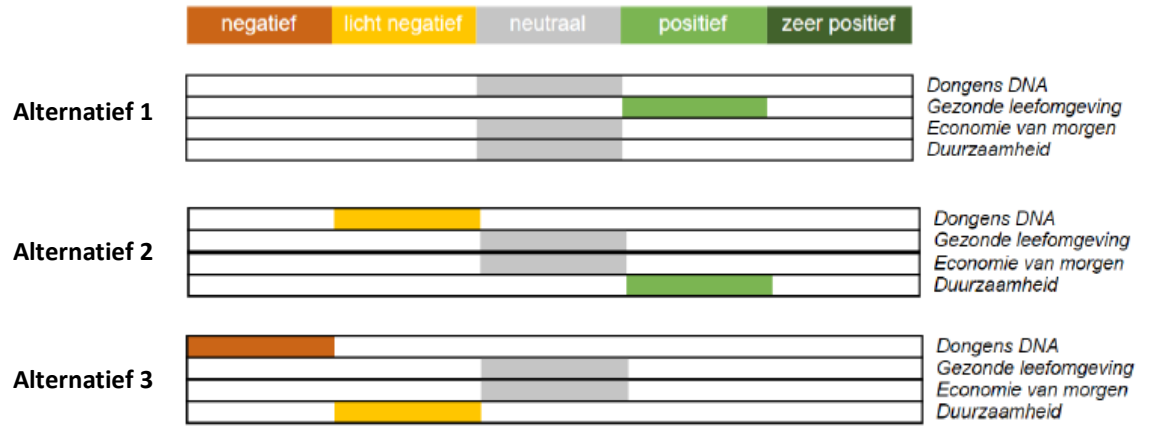 negatief licht negatief neutraal positief zeer positief
Alternatief 1
Dongens DNA
Gezonde leefomgeving
Economie van morgen
Duurzaamheid
Alternatief 2
Dongens DNA
Gezonde leefomgeving
Economie van morgen
Duurzaamheid
Alternatief 3
Dongens DNA
Gezonde leefomgeving
Economie van morgen
Duurzaamheid